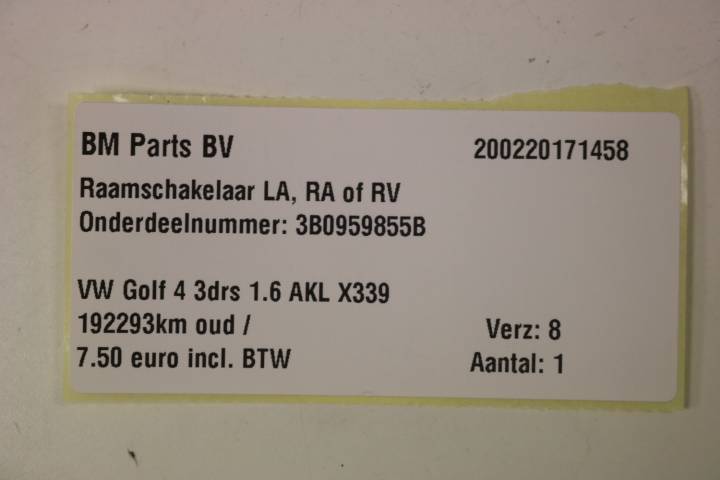 BM Parts BV 200220171458
Raamschakelaar LA, RA of RV
Onderdeelnummer: 3B0959855B
VW Golf 4 3drs 1.6 AKL X339
192293km oud / Verz: 8
7.50 euro incl. BTW Aantal: 1